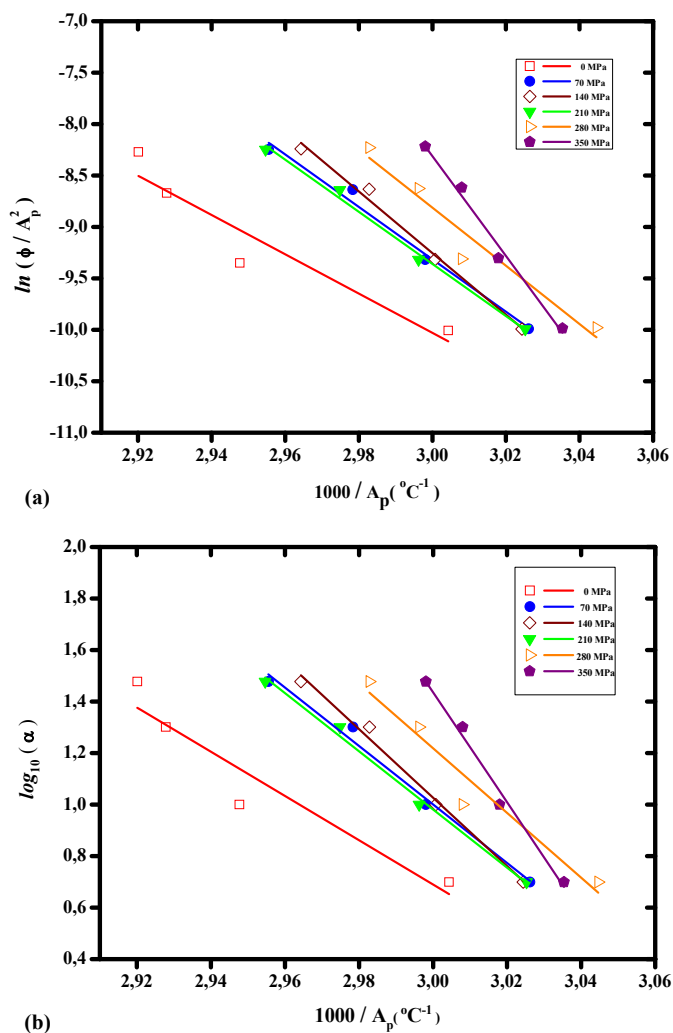 -7,0
-7,5
-8,0
-8,5
-9,0
-9,5
-10,0
-10,5
-11,0
ln ( ϕ / A_p^2 )
0 MPa
70 MPa
140 MPa
210 MPa
280 MPa
350 MPa
2,92 2,94 2,96 2,98 3,00 3,02 3,04 3,06
1000 / A_p ( °C^-1 )
(a)
2,0
1,8
1,6
1,4
1,2
1,0
0,8
0,6
0,4
log_10 ( α )
0 MPa
70 MPa
140 MPa
210 MPa
280 MPa
350 MPa
2,92 2,94 2,96 2,98 3,00 3,02 3,04 3,06
1000 / A_p ( °C^-1 )
(b)